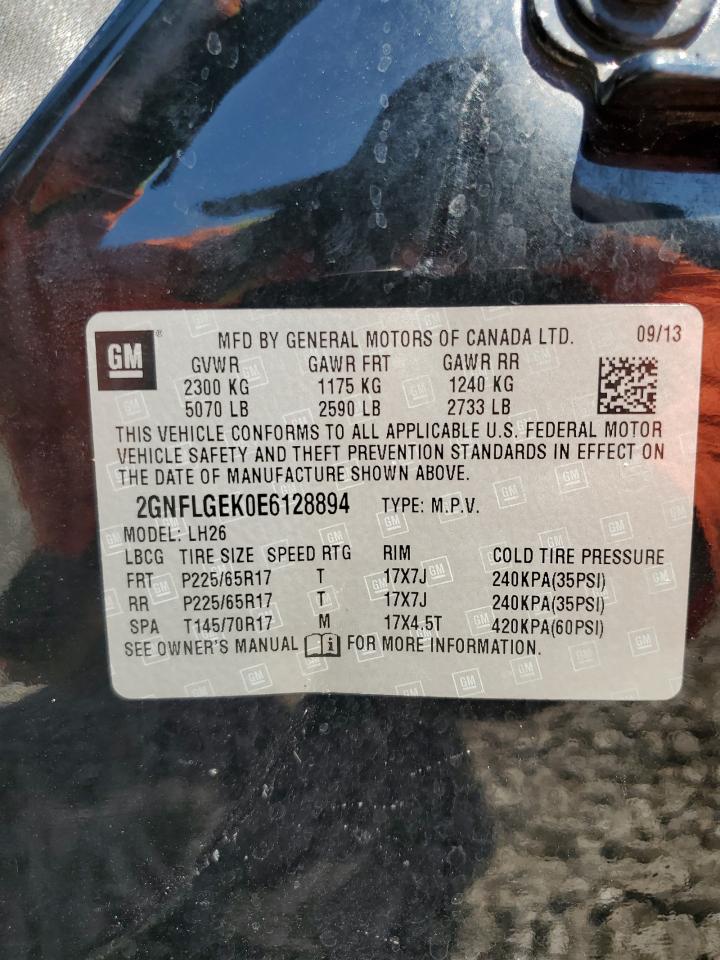 GM ® MFD BY GENERAL MOTORS OF CANADA LTD. 09/13
GVWR GAWR FRT GAWR RR
2300 KG 1175 KG 1240 KG
5070 LB 2590 LB 2733 LB
THIS VEHICLE CONFORMS TO ALL APPLICABLE U.S. FEDERAL MOTOR
VEHICLE SAFETY AND THEFT PREVENTION STANDARDS IN EFFECT ON
THE DATE OF MANUFACTURE SHOWN ABOVE.
2GNFLGEK0E6128894 TYPE: M.P.V.
MODEL: LH26
LBCG TIRE SIZE SPEED RTG RIM COLD TIRE PRESSURE
FRT P225/65R17 T 17X7J 240KPA(35PSI)
RR P225/65R17 T 17X7J 240KPA(35PSI)
SPA T145/70R17 M 17X4.5T 420KPA(60PSI)
SEE OWNER'S MANUAL i FOR MORE INFORMATION.